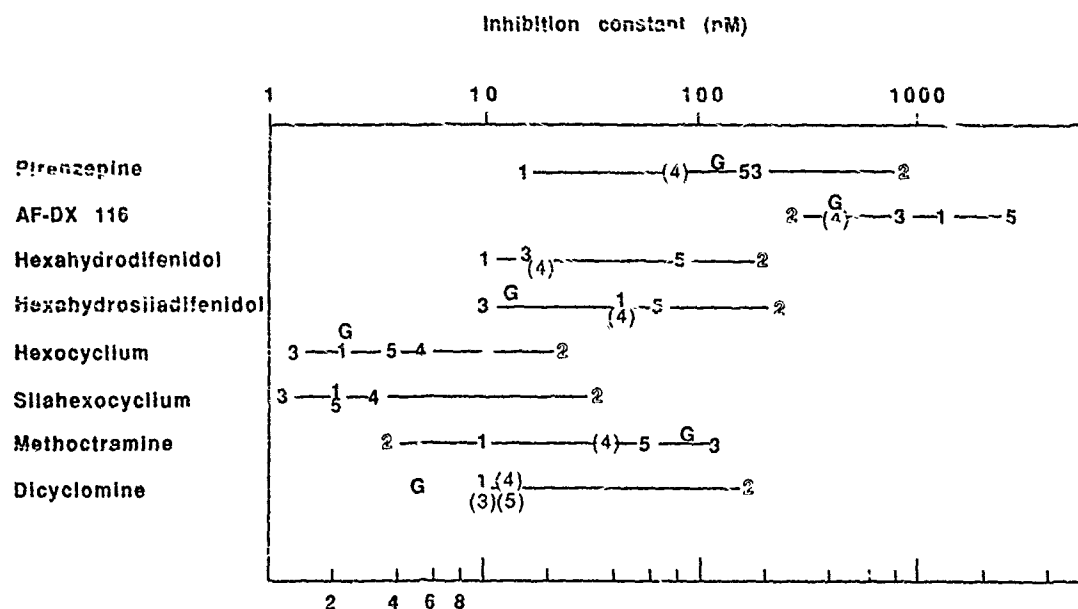 Inhibition constant (nM)
1 10 100 1000
Pirenzepine 1 (4) G 53 2
AF-DX 116 2 G (4) 3 1 5
Hexahydrodifenidol 1 3 (4) 5 2
Hexahydrosiladifenidol 3 G 1 (4) 5 2
Hexocyclium 3 G 1 5 4 2
Silahexocyclium 3 1 5 4 2
Methoctramine 2 1 (4) 5 G 3
Dicyclomine G 1 (4) (3) (5) 2
2 4 6 8